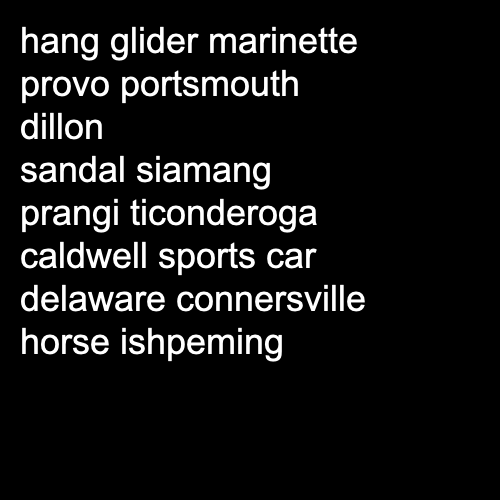 hang glider marinette
provo portsmouth
dillon
sandal siamang
prangi ticonderoga
caldwell sports car
delaware connersville
horse ishpeming